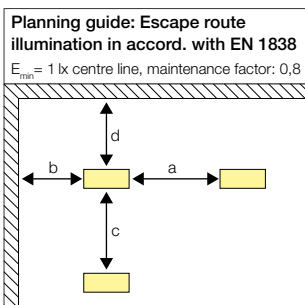 Planning guide: Escape route
illumination in accord. with EN 1838
Emin= 1 lx centre line, maintenance factor: 0,8
d
b
a
c